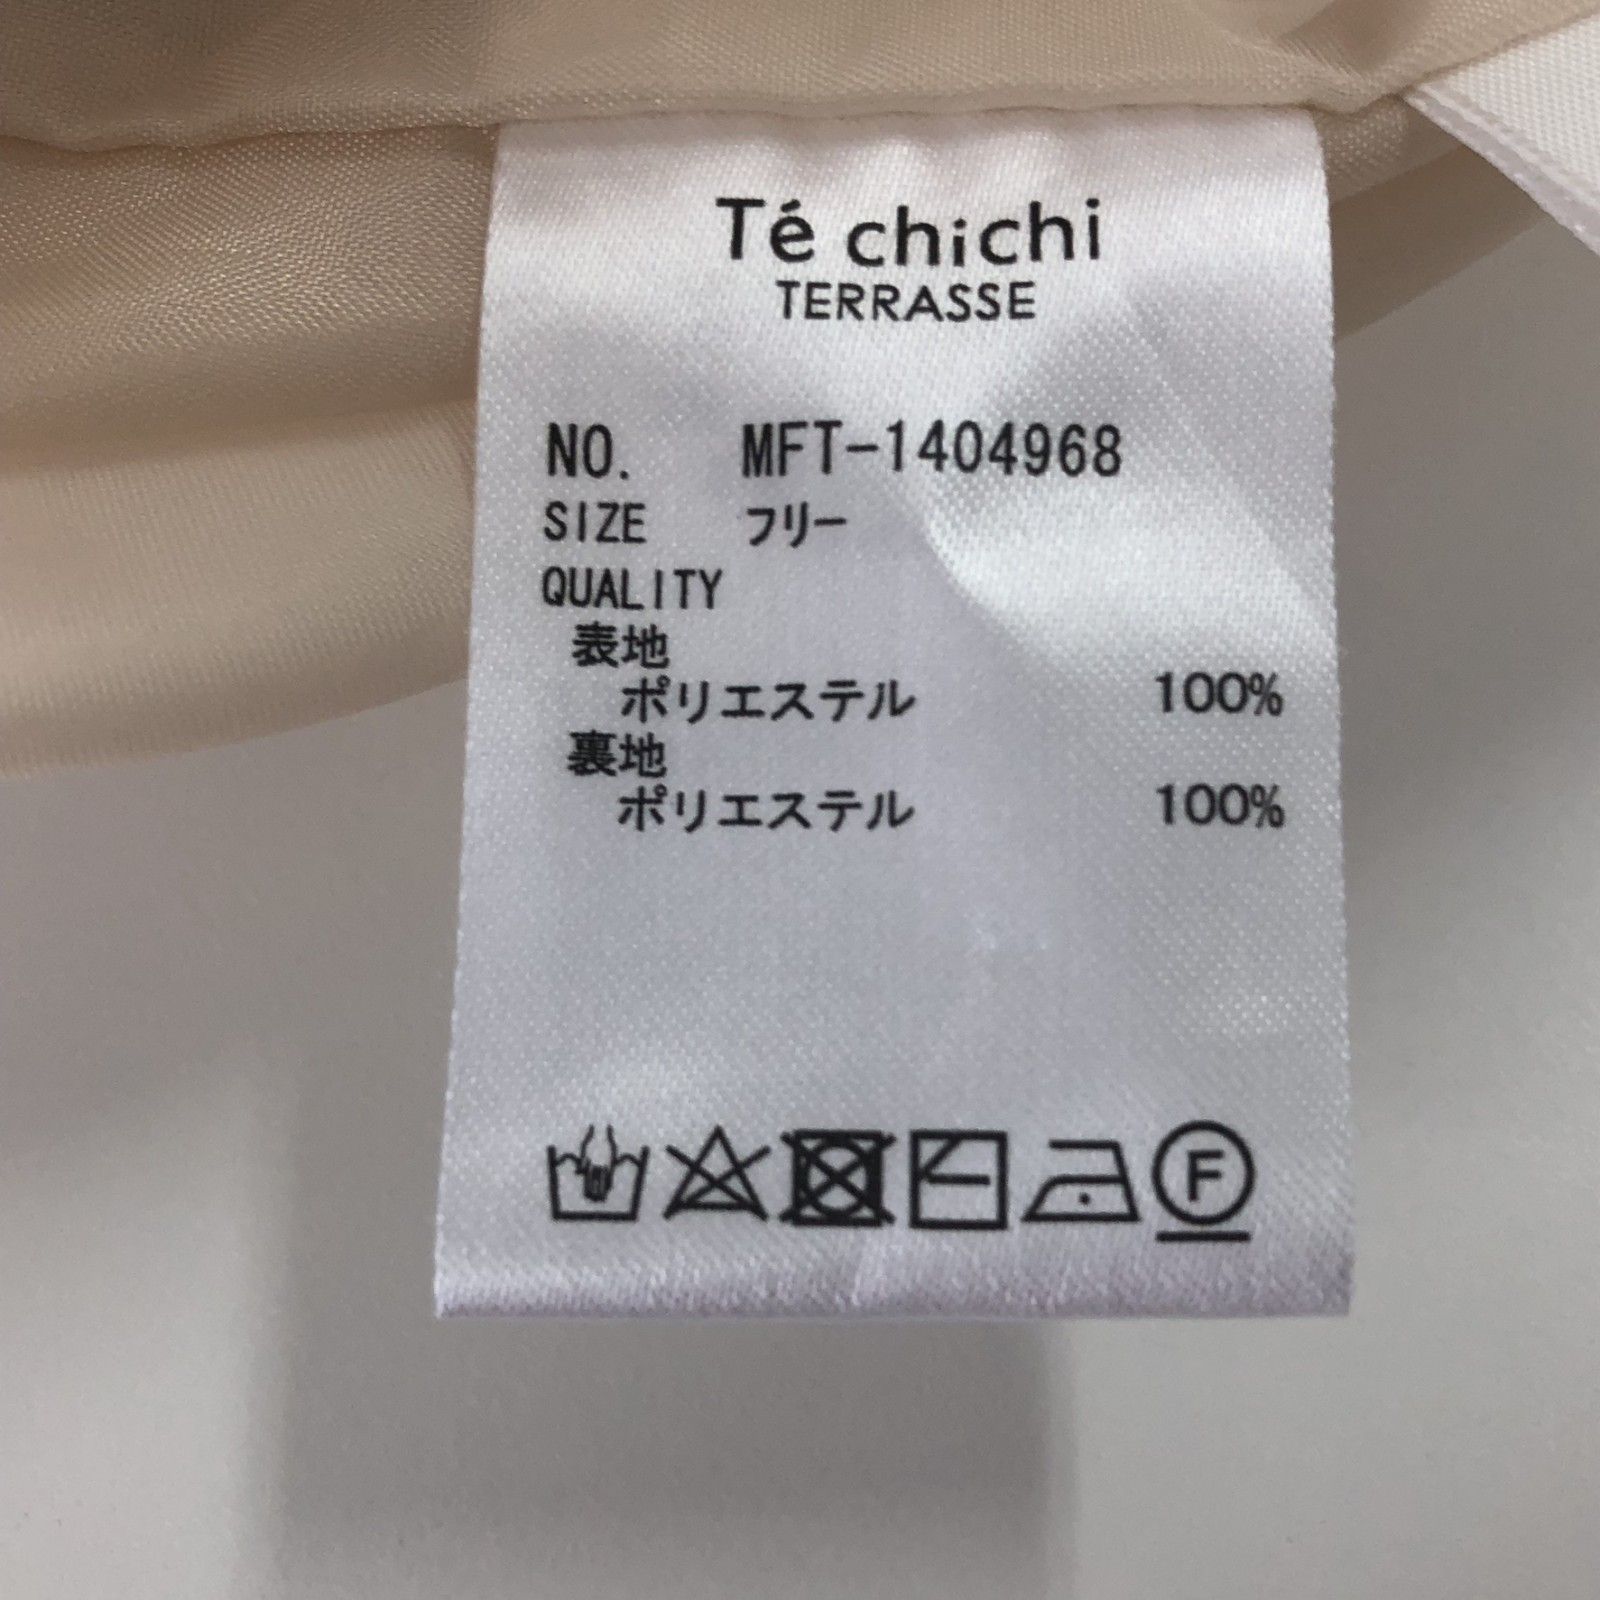 Té chichi
TERRASSE
NO. MFT-1404968
SIZE フリー
QUALITY
表地
ポリエステル 100%
裏地
ポリエステル 100%
F